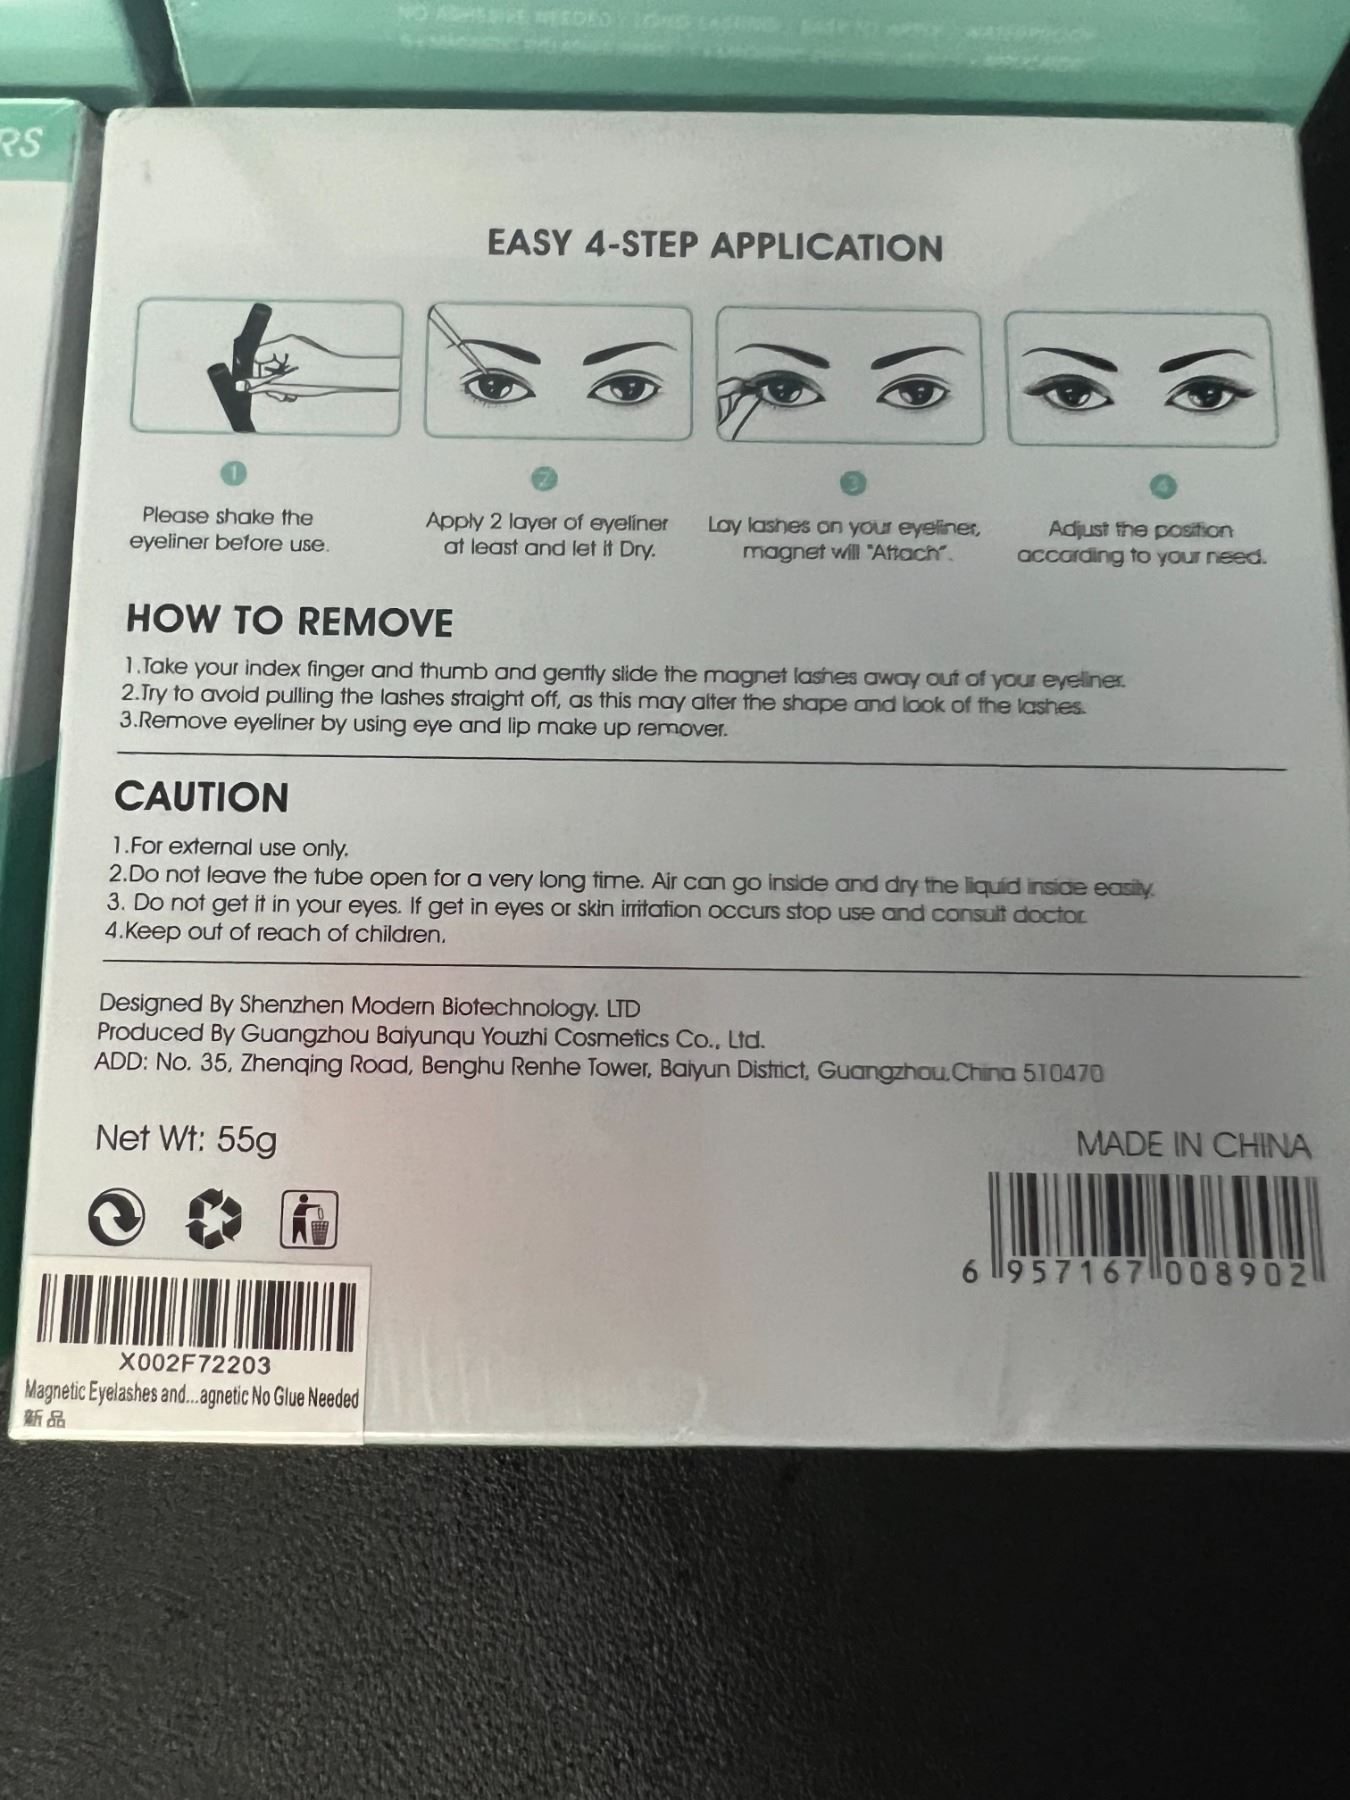 NO ADHESIVE NEEDED / LONG LASTING / EASY TO APPLY / WATERPROOF
RS
EASY 4-STEP APPLICATION
1
Please shake the
eyeliner before use.
2
Apply 2 layer of eyeliner
at least and let it Dry.
3
Lay lashes on your eyeliner,
magnet will "Attach".
4
Adjust the position
according to your need.
HOW TO REMOVE
1.Take your index finger and thumb and gently slide the magnet lashes away out of your eyeliner.
2.Try to avoid pulling the lashes straight off, as this may alter the shape and look of the lashes.
3.Remove eyeliner by using eye and lip make up remover.
CAUTION
1.For external use only.
2.Do not leave the tube open for a very long time. Air can go inside and dry the liquid inside easily.
3. Do not get it in your eyes. If get in eyes or skin irritation occurs stop use and consult doctor.
4.Keep out of reach of children.
Designed By Shenzhen Modern Biotechnology. LTD
Produced By Guangzhou Baiyunqu Youzhi Cosmetics Co., Ltd.
ADD: No. 35, Zhenqing Road, Benghu Renhe Tower, Baiyun District, Guangzhou,China 510470
Net Wt: 55g
MADE IN CHINA
6 957167 008902
X002F72203
Magnetic Eyelashes and...agnetic No Glue Needed
新品